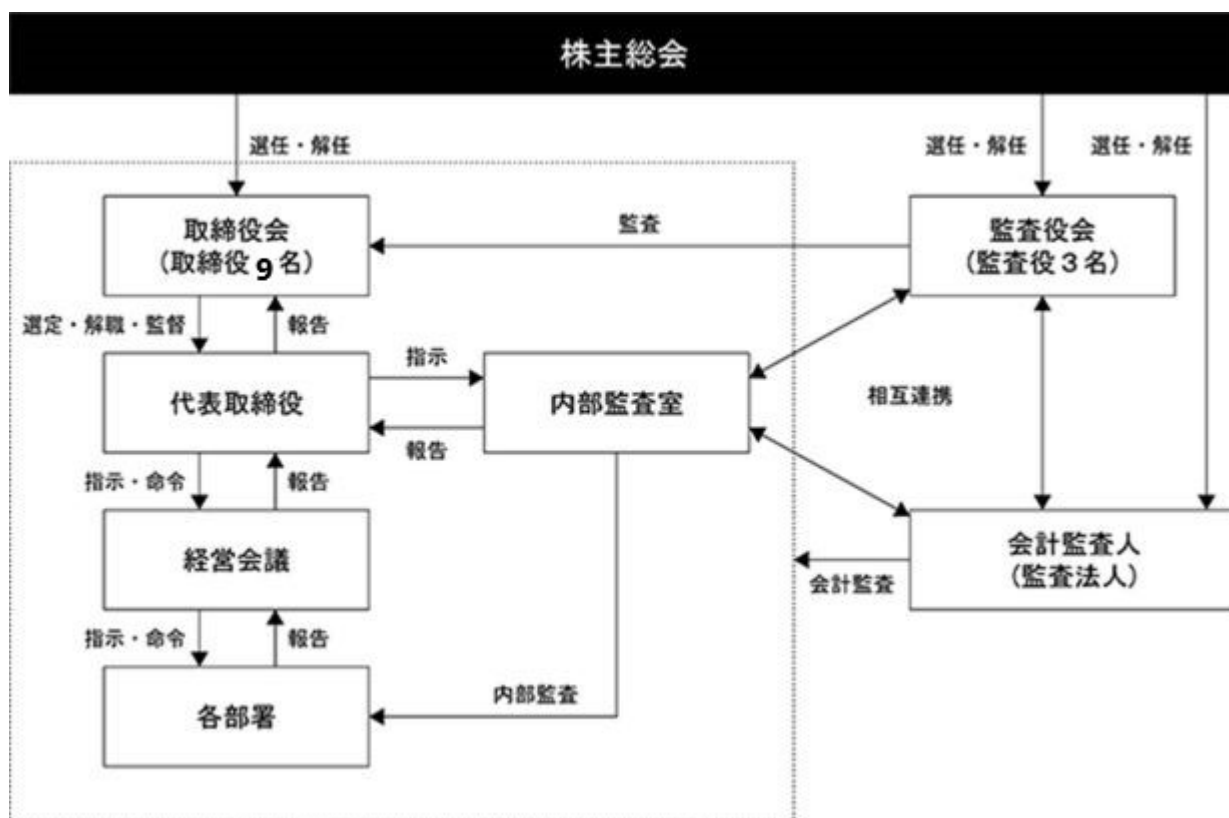 株主総会
選任・解任
選任・解任
選任・解任
取締役会
(取締役9名)
監査
監査役会
(監査役3名)
選定・解職・監督
報告
代表取締役
指示
報告
内部監査室
相互連携
指示・命令
報告
経営会議
会計監査
会計監査人
(監査法人)
指示・命令
報告
各部署
内部監査